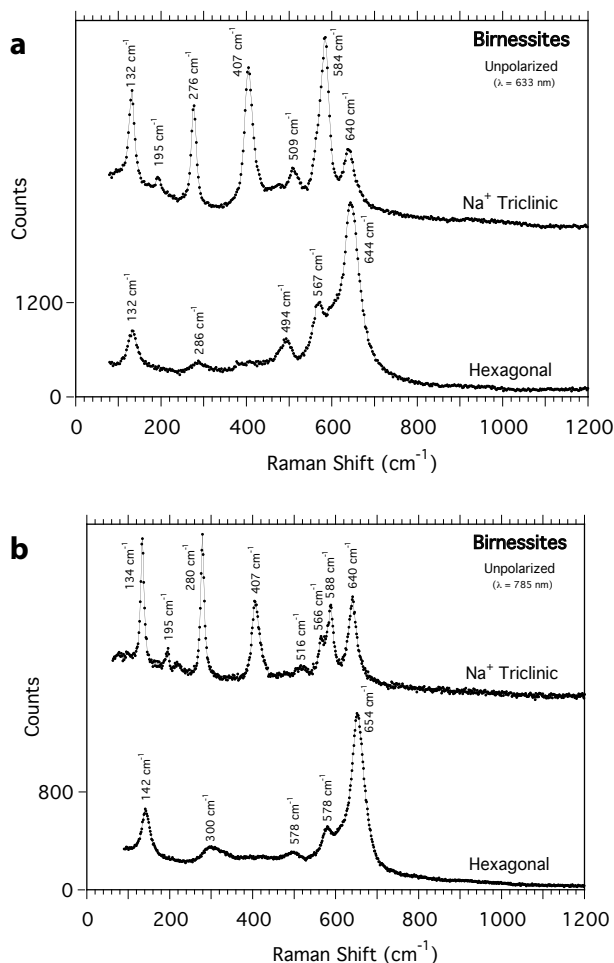 a
Birnessites
Unpolarized
(λ = 633 nm)
132 cm⁻¹
195 cm⁻¹
276 cm⁻¹
407 cm⁻¹
509 cm⁻¹
584 cm⁻¹
640 cm⁻¹
Na⁺ Triclinic
132 cm⁻¹
286 cm⁻¹
494 cm⁻¹
567 cm⁻¹
644 cm⁻¹
Hexagonal
Counts
1200
0
0 200 400 600 800 1000 1200
Raman Shift (cm⁻¹)
b
Birnessites
Unpolarized
(λ = 785 nm)
134 cm⁻¹
195 cm⁻¹
280 cm⁻¹
407 cm⁻¹
516 cm⁻¹
566 cm⁻¹
588 cm⁻¹
640 cm⁻¹
Na⁺ Triclinic
142 cm⁻¹
300 cm⁻¹
578 cm⁻¹
578 cm⁻¹
654 cm⁻¹
Hexagonal
Counts
800
0
0 200 400 600 800 1000 1200
Raman Shift (cm⁻¹)